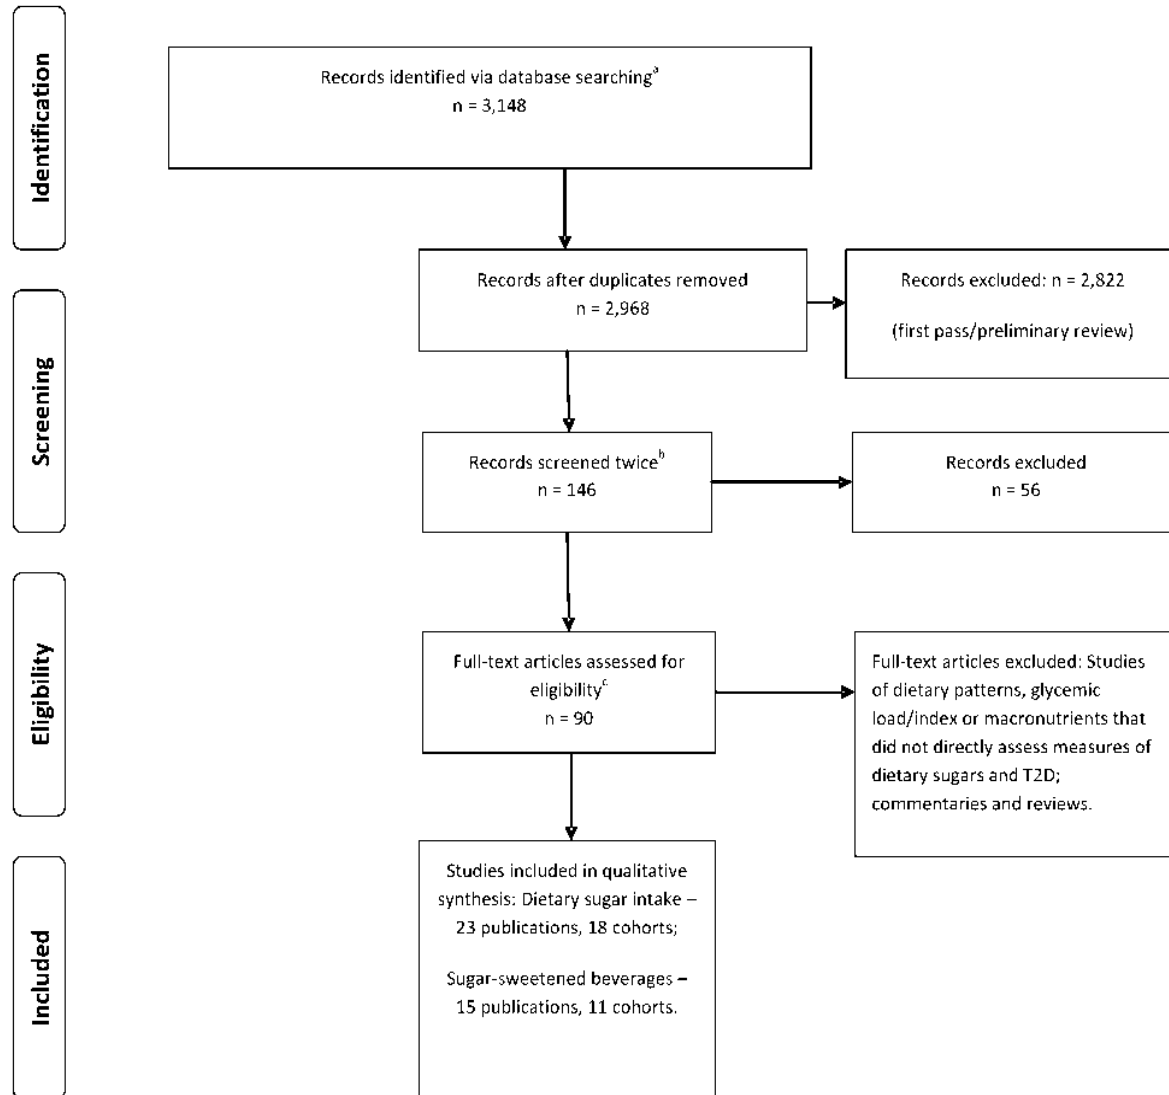 Identification
Records identified via database searchingᵃ
n = 3,148
Records after duplicates removed
n = 2,968
Records excluded: n = 2,822
(first pass/preliminary review)
Screening
Records screened twiceᵇ
n = 146
Records excluded
n = 56
Eligibility
Full-text articles assessed for
eligibilityᶜ
n = 90
Full-text articles excluded: Studies
of dietary patterns, glycemic
load/index or macronutrients that
did not directly assess measures of
dietary sugars and T2D;
commentaries and reviews.
Included
Studies included in qualitative
synthesis: Dietary sugar intake –
23 publications, 18 cohorts;
Sugar-sweetened beverages –
15 publications, 11 cohorts.